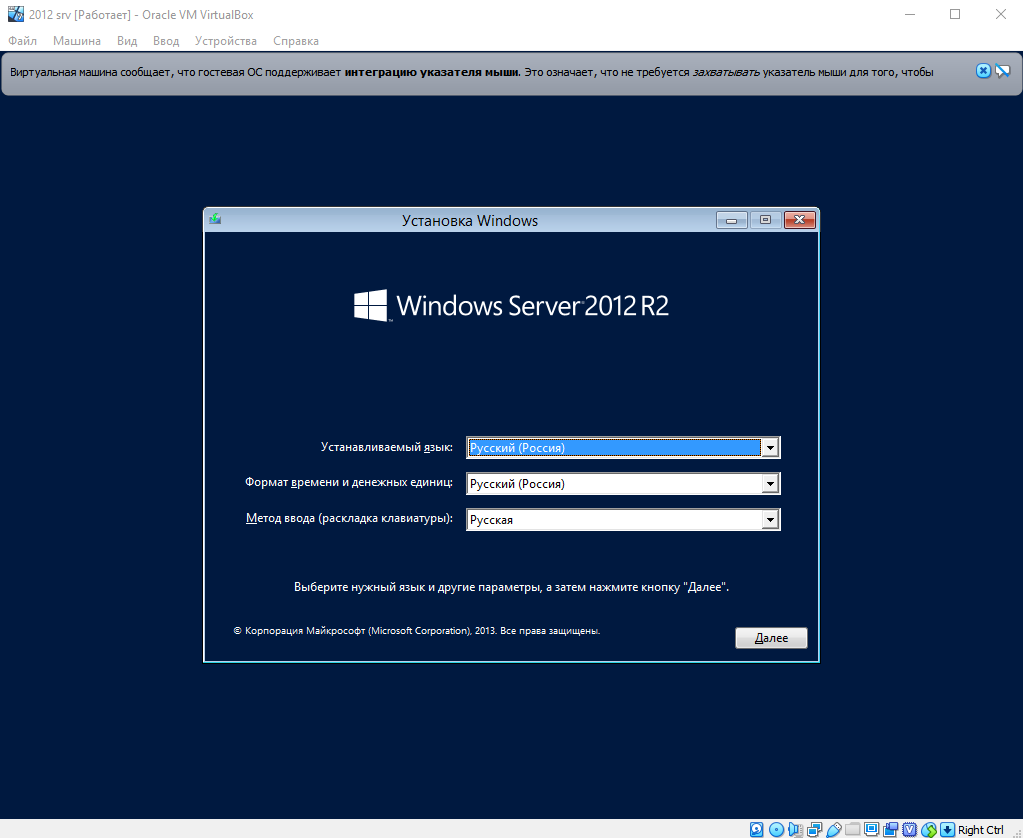 2012 srv [Работает] - Oracle VM VirtualBox
Файл Машина Вид Ввод Устройства Справка
Виртуальная машина сообщает, что гостевая ОС поддерживает интеграцию указателя мыши. Это означает, что не требуется захватывать указатель мыши для того, чтобы
Установка Windows
Windows Server 2012 R2
Устанавливаемый язык: Русский (Россия)
Формат времени и денежных единиц: Русский (Россия)
Метод ввода (раскладка клавиатуры): Русская
Выберите нужный язык и другие параметры, а затем нажмите кнопку "Далее".
© Корпорация Майкрософт (Microsoft Corporation), 2013. Все права защищены.
Далее
Right Ctrl